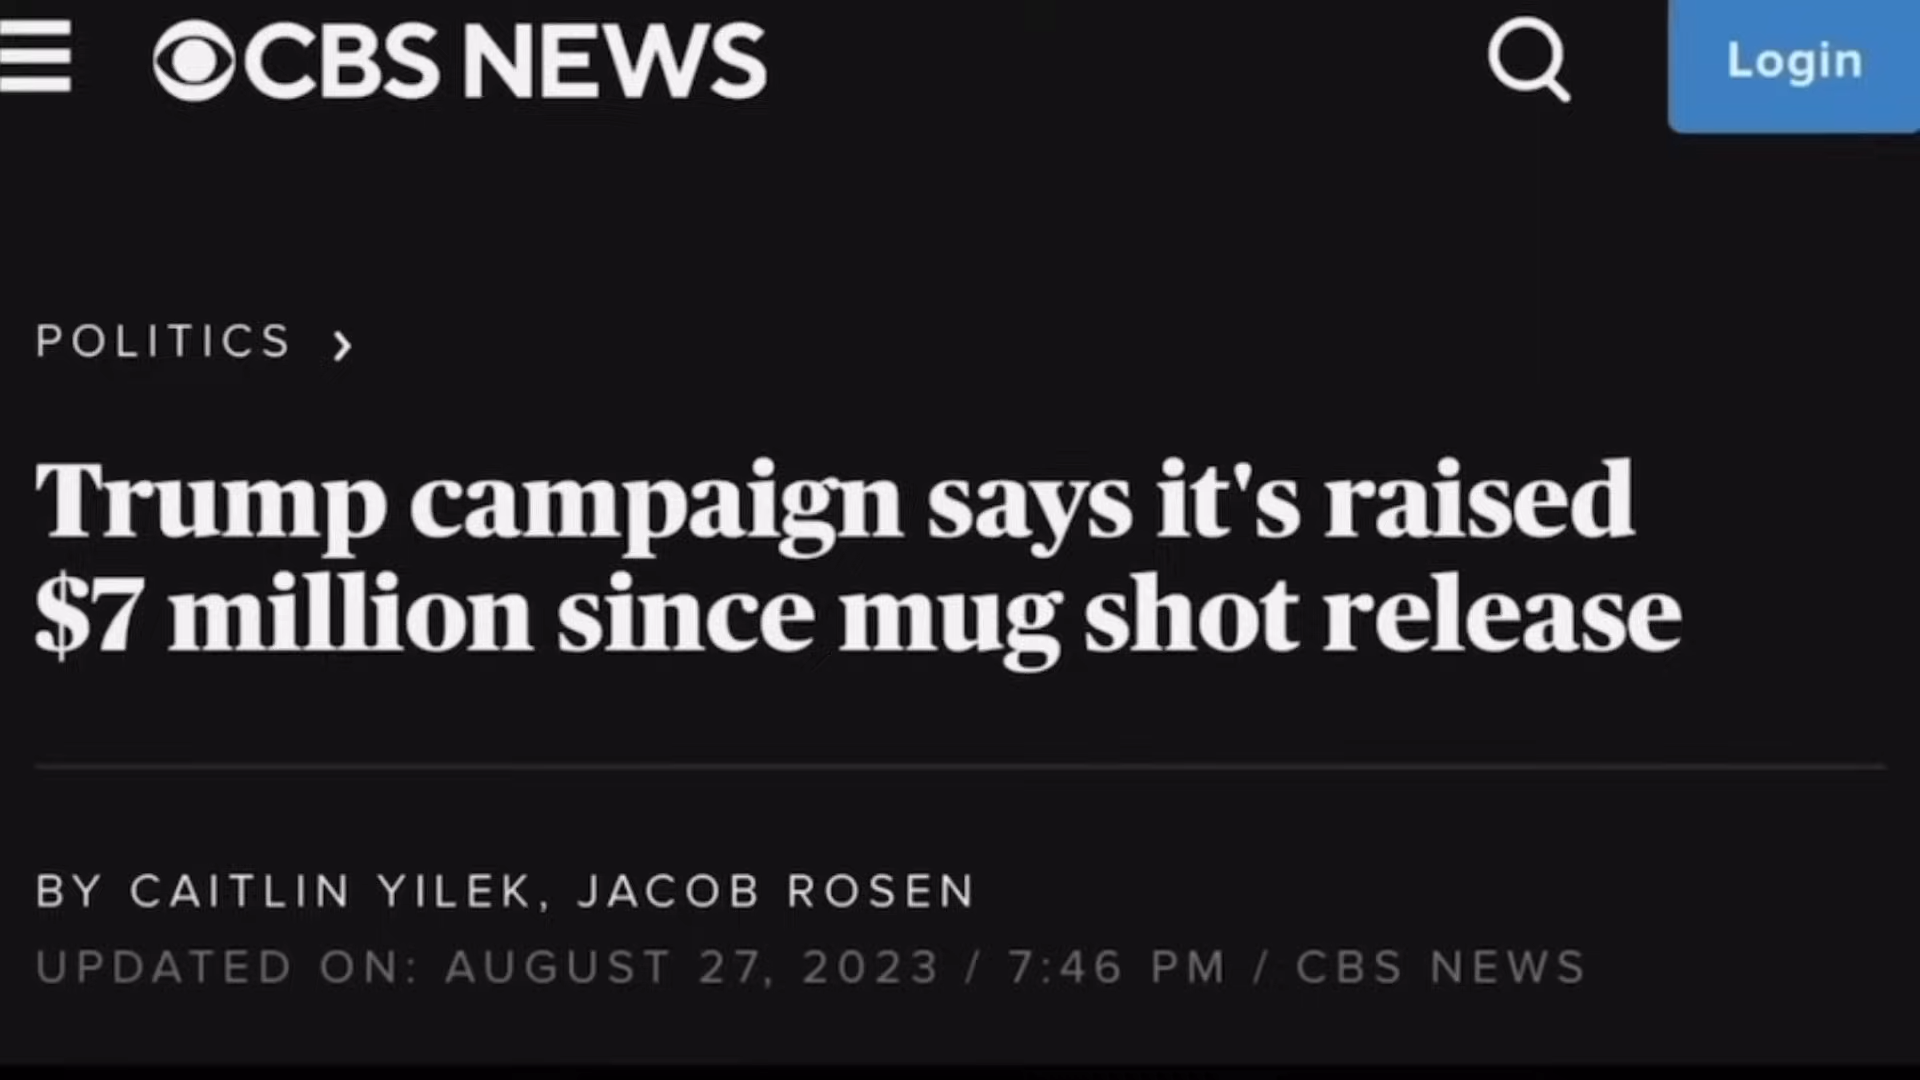 CBS NEWS
Login
POLITICS
Trump campaign says it's raised
$7 million since mug shot release
BY CAITLIN YILEK, JACOB ROSEN
UPDATED ON: AUGUST 27, 2023 / 7:46 PM / CBS NEWS